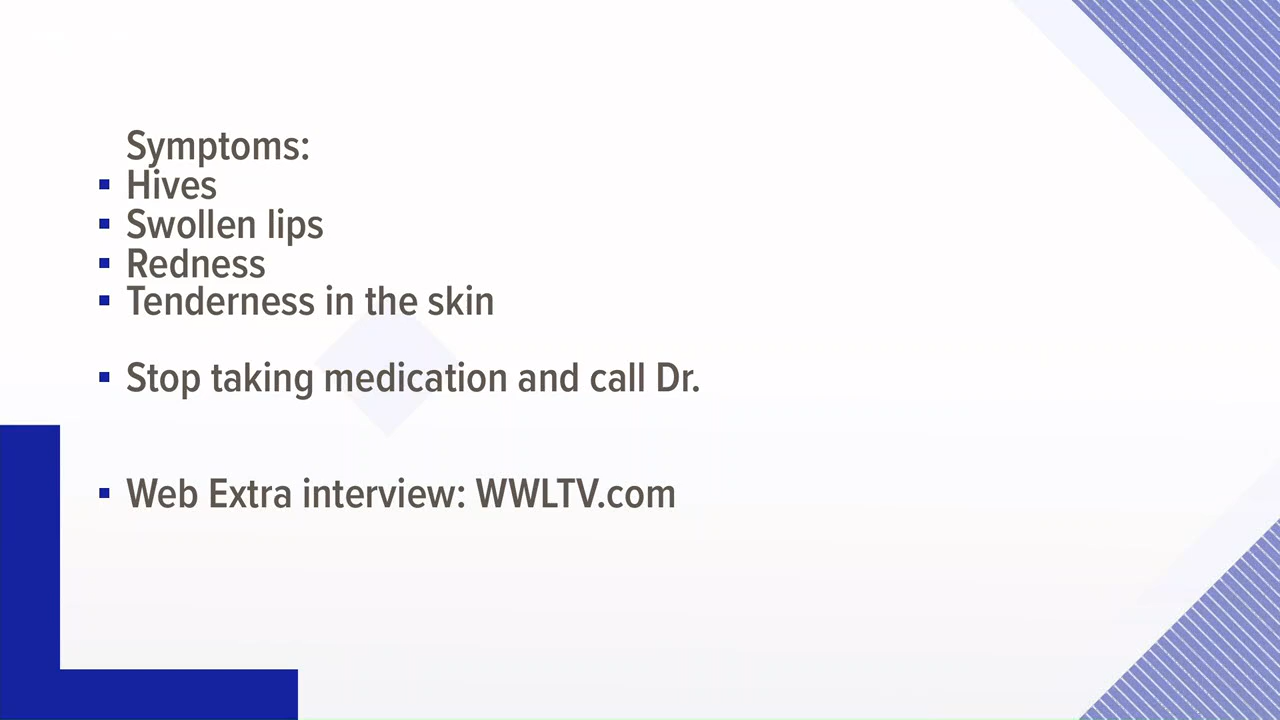 Symptoms:
▪ Hives
▪ Swollen lips
▪ Redness
▪ Tenderness in the skin
▪ Stop taking medication and call Dr.
▪ Web Extra interview: WWLTV.com